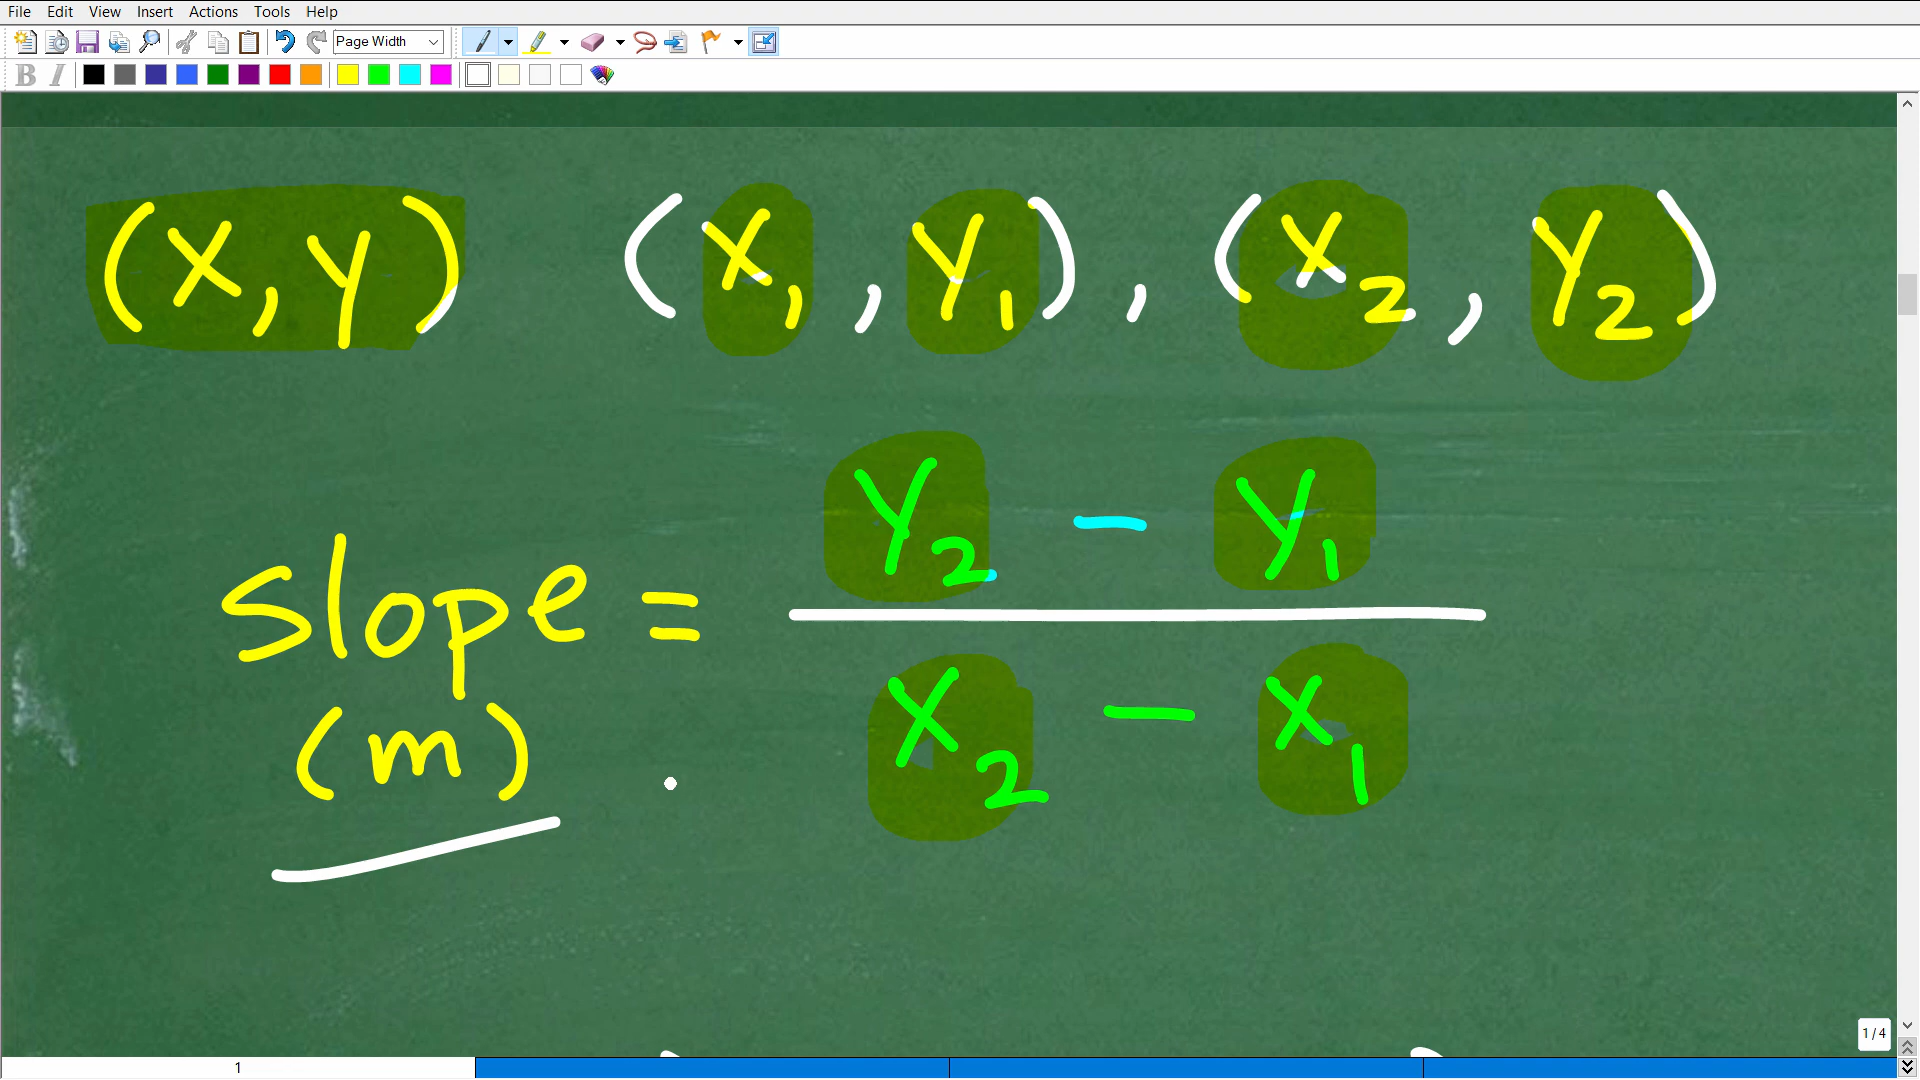 File Edit View Insert Actions Tools Help
Page Width
B I
(x, y) (x₁, y₁), (x₂, y₂)
y₂ - y₁
slope =
x₂ - x₁
(m)
1 / 4
1